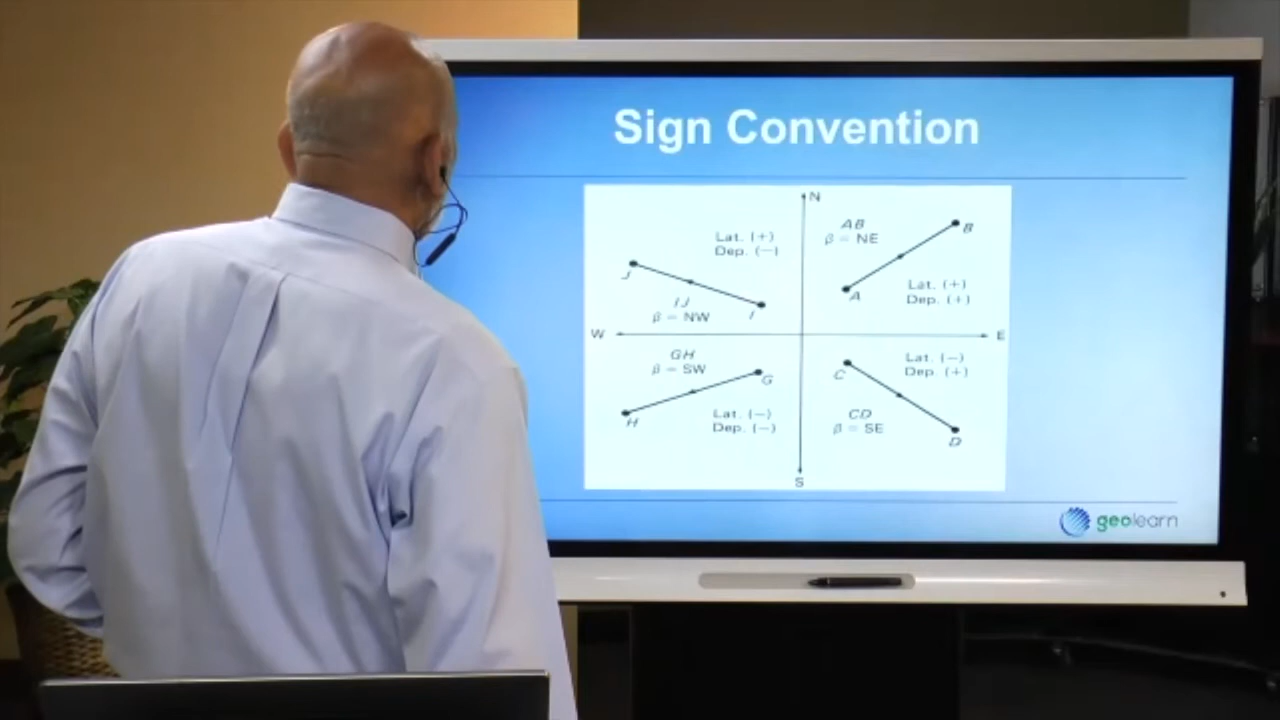 Sign Convention
N
AB
β = NE
B
A
Lat. (+)
Dep. (+)
Lat. (+)
Dep. (−)
J
IJ
β = NW
I
W
E
GH
β = SW
G
H
Lat. (−)
Dep. (−)
C
Lat. (−)
Dep. (+)
CD
β = SE
D
S
geolearn